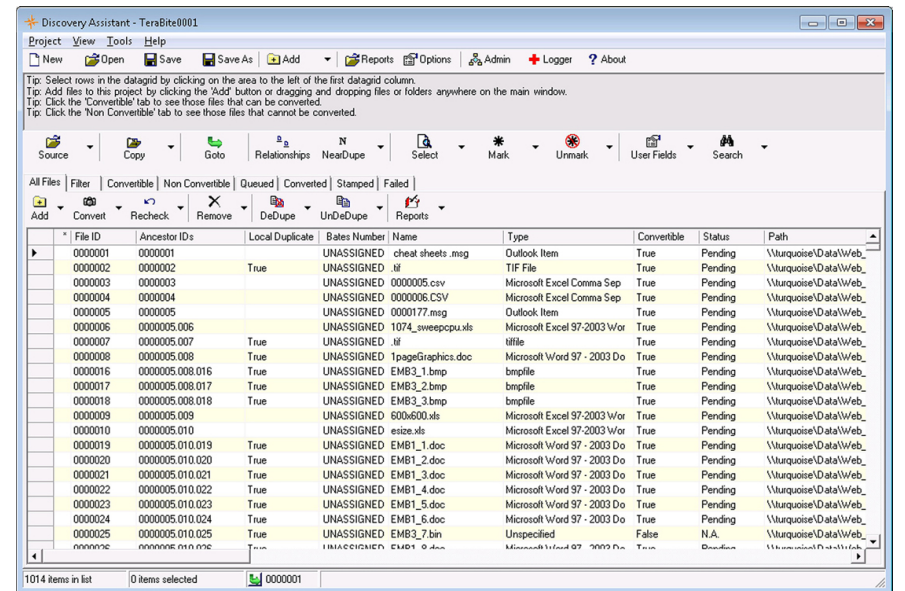 Discovery Assistant - TeraBite0001
Project View Tools Help
New Open Save Save As Add Reports Options Admin Logger ? About
Tip: Select rows in the datagrid by clicking on the area to the left of the first datagrid column.
Tip: Add files to this project by clicking the 'Add' button or dragging and dropping files or folders anywhere on the main window.
Tip: Click the 'Convertible' tab to see those files that can be converted.
Tip: Click the 'Non Convertible' tab to see those files that cannot be converted.
Source Copy Goto Relationships NearDupe Select Mark Unmark User Fields Search
All Files Filter Convertible Non Convertible Queued Converted Stamped Failed
Add Convert Recheck Remove DeDupe UnDeDupe Reports
* File ID Ancestor IDs Local Duplicate Bates Number Name Type Convertible Status Path
0000001 0000001 UNASSIGNED cheat sheets .msg Outlook Item True Pending \\turquoise\Data\Web_
0000002 0000002 True UNASSIGNED .tif TIF File True Pending \\turquoise\Data\Web_
0000003 0000003 UNASSIGNED 0000005.csv Microsoft Excel Comma Sep True Pending \\turquoise\Data\Web_
0000004 0000004 UNASSIGNED 0000006.CSV Microsoft Excel Comma Sep True Pending \\turquoise\Data\Web_
0000005 0000005 UNASSIGNED 0000177.msg Outlook Item True Pending \\turquoise\Data\Web_
0000006 0000005.006 UNASSIGNED 1074_sweepcpu.xls Microsoft Excel 97-2003 Wor True Pending \\turquoise\Data\Web_
0000007 0000005.007 True UNASSIGNED .tif tiffile True Pending \\turquoise\Data\Web_
0000008 0000005.008 True UNASSIGNED 1pageGraphics.doc Microsoft Word 97 - 2003 Do True Pending \\turquoise\Data\Web_
0000016 0000005.008.016 True UNASSIGNED EMB3_1.bmp bmpfile True Pending \\turquoise\Data\Web_
0000017 0000005.008.017 True UNASSIGNED EMB3_2.bmp bmpfile True Pending \\turquoise\Data\Web_
0000018 0000005.008.018 True UNASSIGNED EMB3_3.bmp bmpfile True Pending \\turquoise\Data\Web_
0000009 0000005.009 UNASSIGNED 600x600.xls Microsoft Excel 97-2003 Wor True Pending \\turquoise\Data\Web_
0000010 0000005.010 UNASSIGNED esize.xls Microsoft Excel 97-2003 Wor True Pending \\turquoise\Data\Web_
0000019 0000005.010.019 True UNASSIGNED EMB1_1.doc Microsoft Word 97 - 2003 Do True Pending \\turquoise\Data\Web_
0000020 0000005.010.020 True UNASSIGNED EMB1_2.doc Microsoft Word 97 - 2003 Do True Pending \\turquoise\Data\Web_
0000021 0000005.010.021 True UNASSIGNED EMB1_3.doc Microsoft Word 97 - 2003 Do True Pending \\turquoise\Data\Web_
0000022 0000005.010.022 True UNASSIGNED EMB1_4.doc Microsoft Word 97 - 2003 Do True Pending \\turquoise\Data\Web_
0000023 0000005.010.023 True UNASSIGNED EMB1_5.doc Microsoft Word 97 - 2003 Do True Pending \\turquoise\Data\Web_
0000024 0000005.010.024 True UNASSIGNED EMB1_6.doc Microsoft Word 97 - 2003 Do True Pending \\turquoise\Data\Web_
0000025 0000005.010.025 True UNASSIGNED EMB3_7.bin Unspecified False N.A. \\turquoise\Data\Web_
0000026 0000005.010.026 True UNASSIGNED EMB1_8.doc Microsoft Word 97 - 2003 Do True Pending \\turquoise\Data\Web_
1014 items in list 0 items selected 0000001